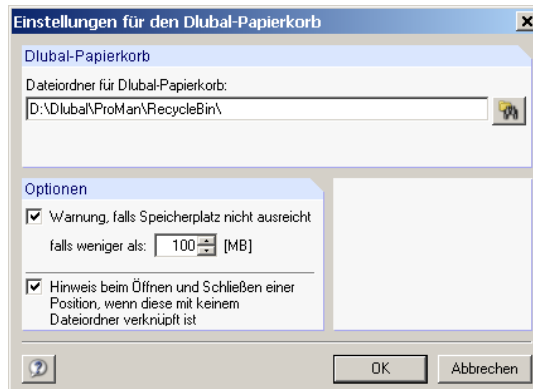 Einstellungen für den Dlubal-Papierkorb
Dlubal-Papierkorb
Dateiordner für Dlubal-Papierkorb:
D:\Dlubal\ProMan\RecycleBin\
Optionen
Warnung, falls Speicherplatz nicht ausreicht
falls weniger als: 100 [MB]
Hinweis beim Öffnen und Schließen einer
Position, wenn diese mit keinem
Dateiordner verknüpft ist
OK
Abbrechen